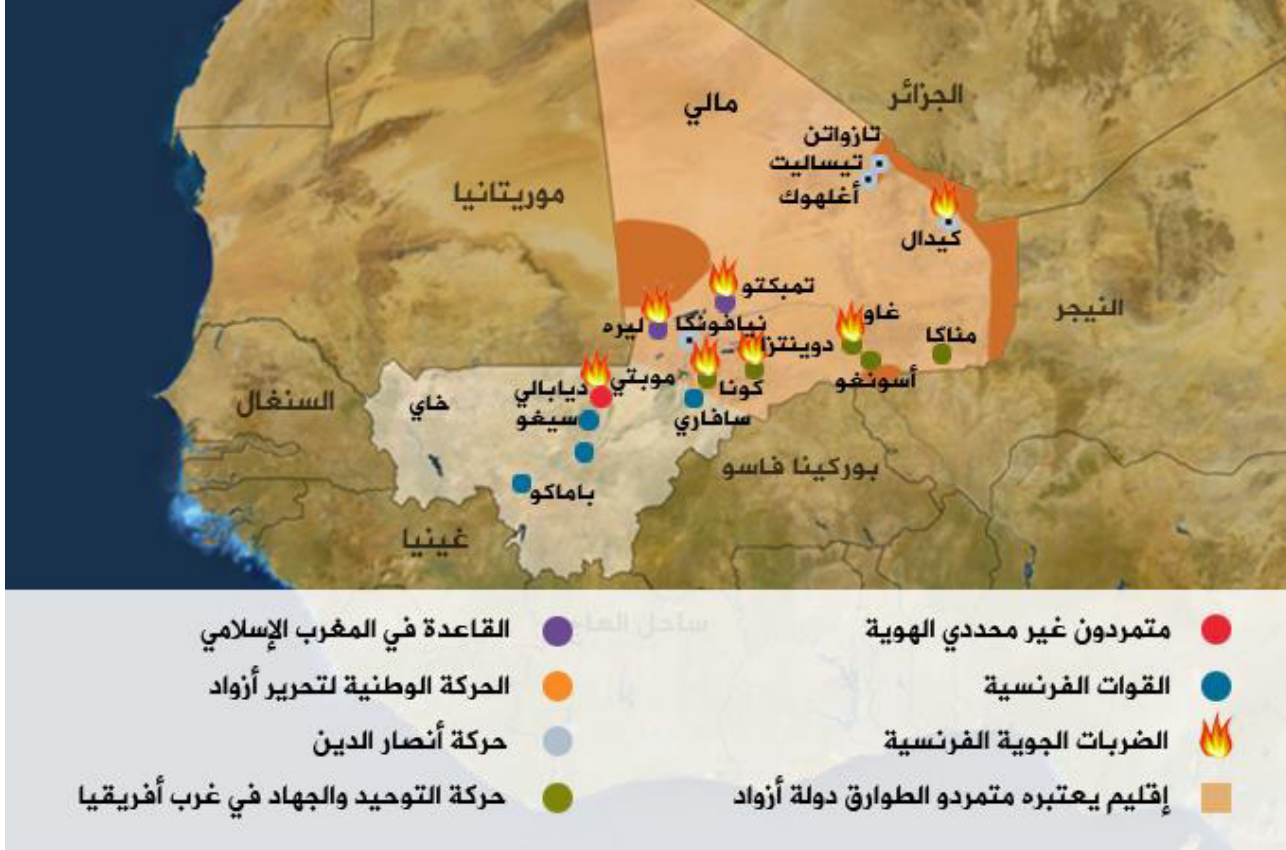 الجزائر
مالي
تازواتن
تيساليت
أغلهوك
موريتانيا
كيدال
تمبكتو
النيجر
غاو
نيافونكا
ليره
مناكا
دوينتزا
موبتي
كونا
أسونغو
ديابالي
السنغال
خاي
سيغو
سافاري
بوركينا فاسو
باماكو
غينيا
ساحل العاج
متمردون غير محددي الهوية
القوات الفرنسية
الضربات الجوية الفرنسية
إقليم يعتبره متمردو الطوارق دولة أزواد
القاعدة في المغرب الإسلامي
الحركة الوطنية لتحرير أزواد
حركة أنصار الدين
حركة التوحيد والجهاد في غرب أفريقيا